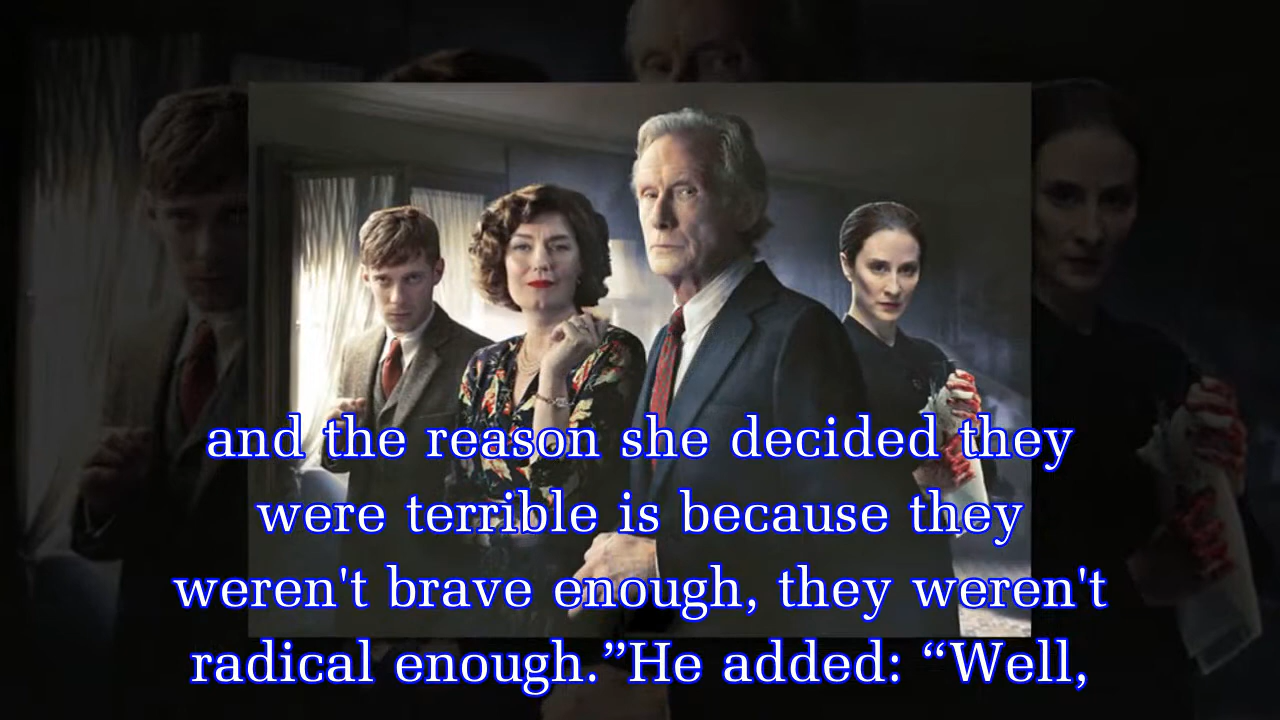 and the reason she decided they
were terrible is because they
weren't brave enough, they weren't
radical enough.”He added: “Well,